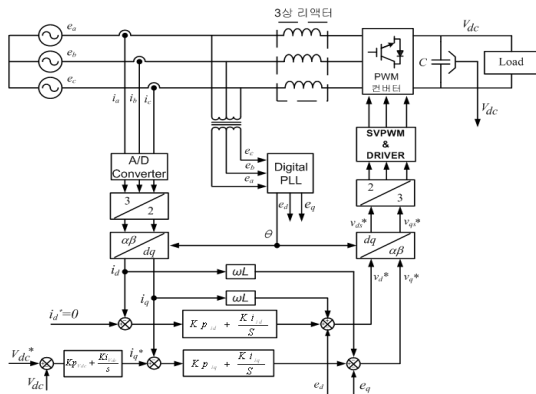 3상 리액터
V_dc
e_a
e_b
e_c
i_a i_b i_c
PWM
컨버터
C
Load
V_dc
A/D
Converter
e_c
e_b
e_a
Digital
PLL
SVPWM
&
DRIVER
3
2
2
3
e_d e_q
v_ds* v_qs*
αβ
dq
θ
dq
αβ
i_d
i_q
ωL
ωL
v_d* v_q*
i_d*=0
Kp_id + Ki_id
S
V_dc*
Kp_Vdc +
s
i_q*
Kp_iq + Ki_iq
S
V_dc
e_d
e_q